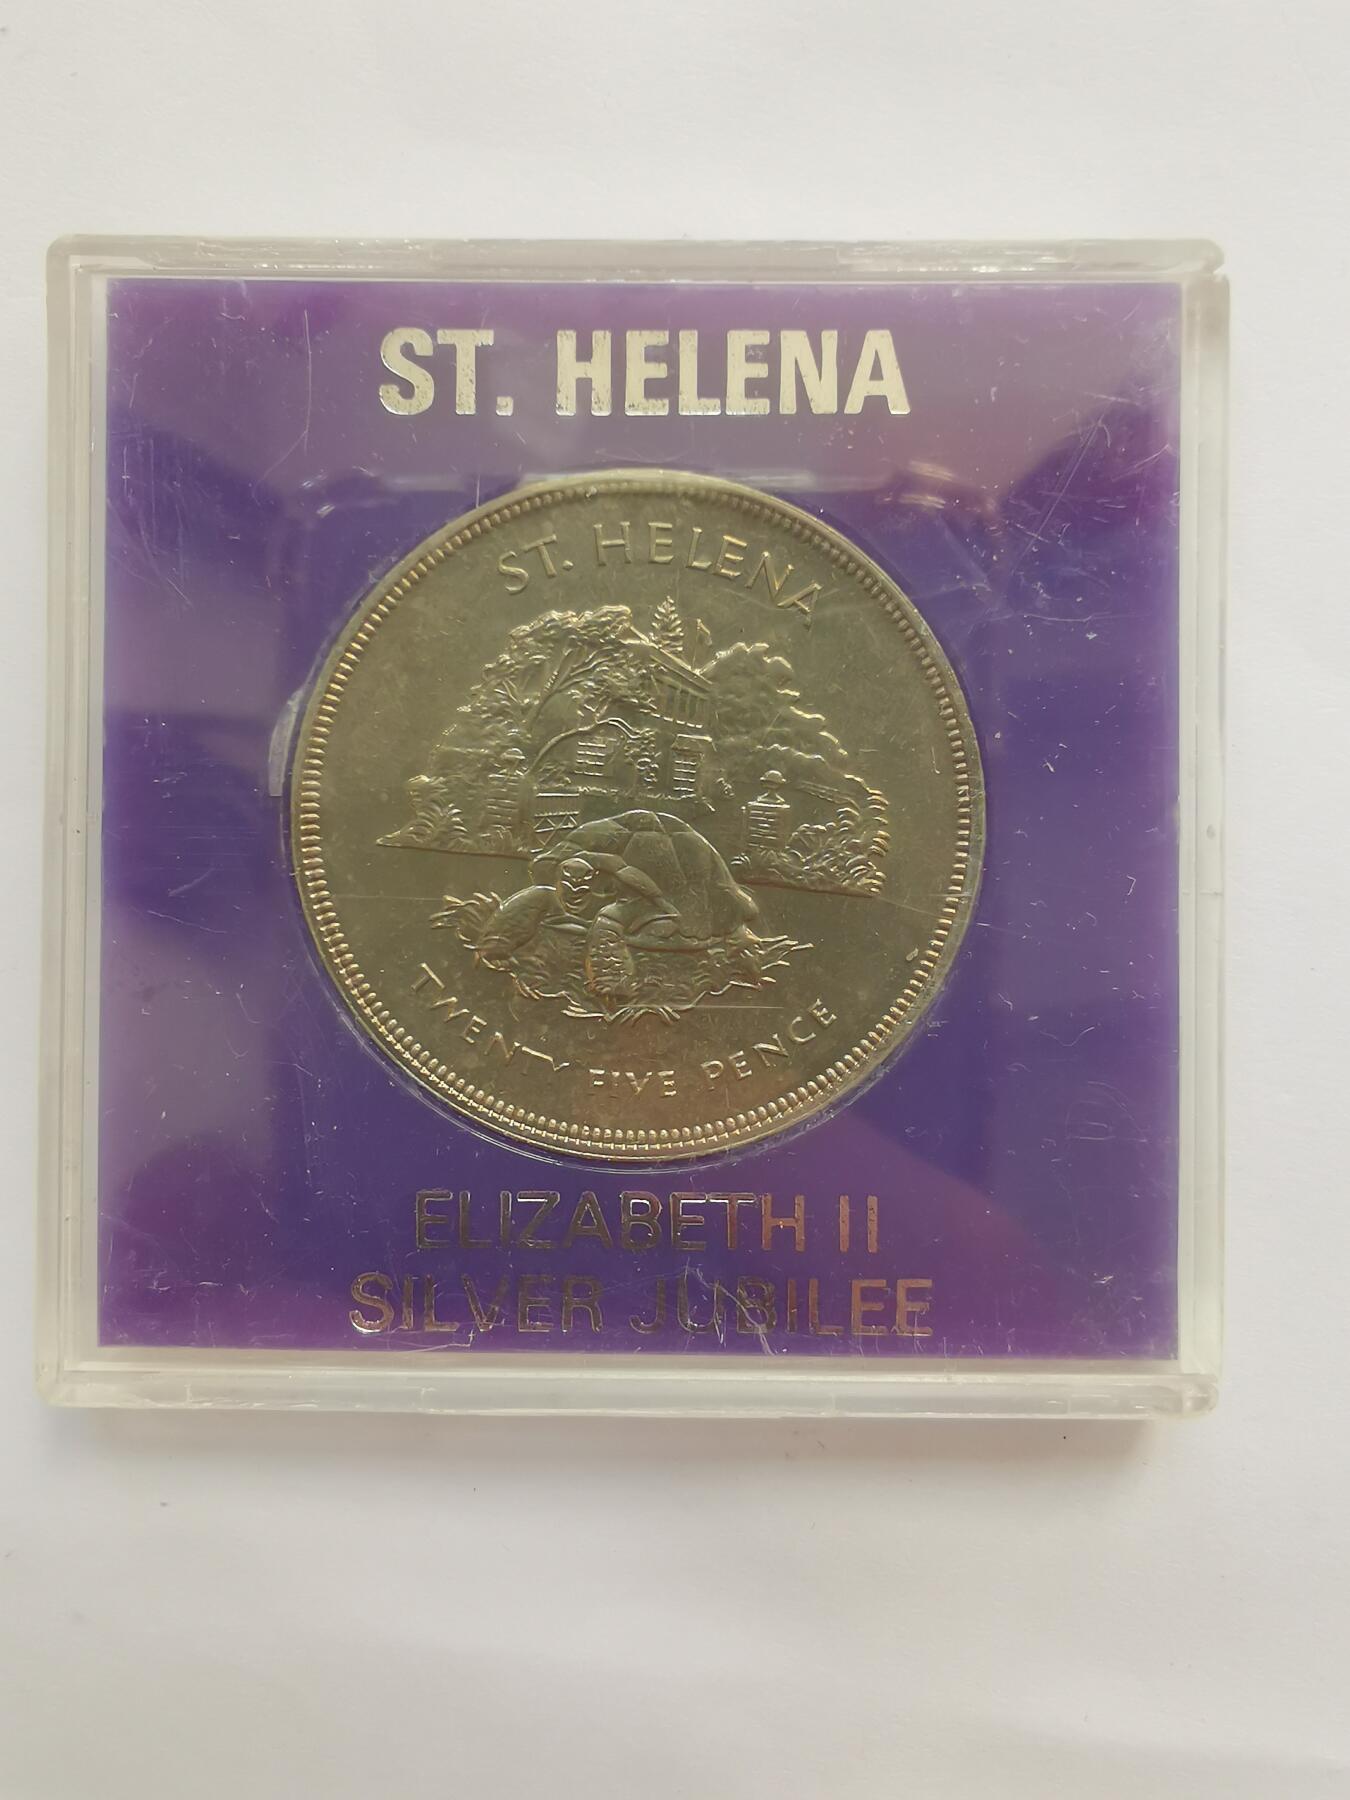 ST. HELENA
ST. HELENA
TWENTY FIVE PENCE
ELIZABETH II
SILVER JUBILEE